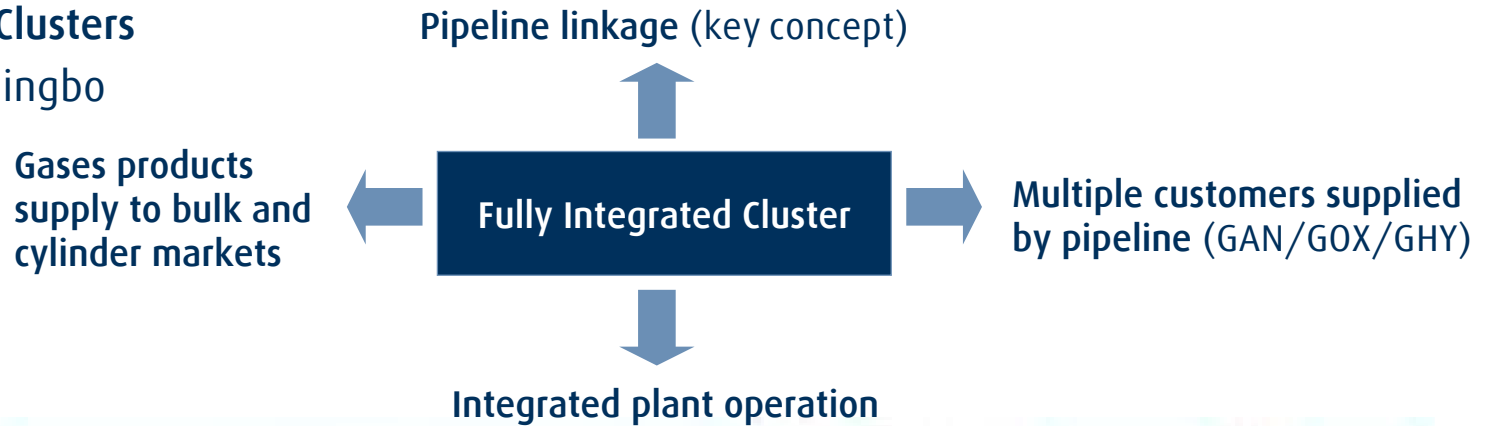 Clusters
ingbo
Pipeline linkage (key concept)
Gases products
supply to bulk and
cylinder markets
Fully Integrated Cluster
Multiple customers supplied
by pipeline (GAN/GOX/GHY)
Integrated plant operation